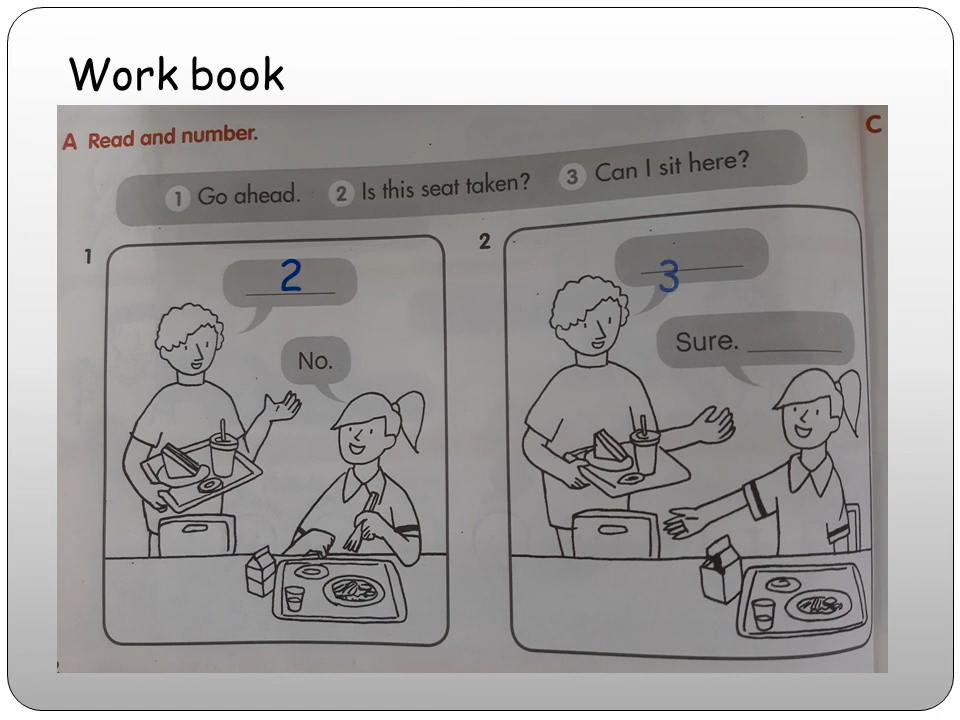 Work book
A Read and number.
C
1 Go ahead. 2 Is this seat taken? 3 Can I sit here?
1
2
2
No.
3
Sure. ________